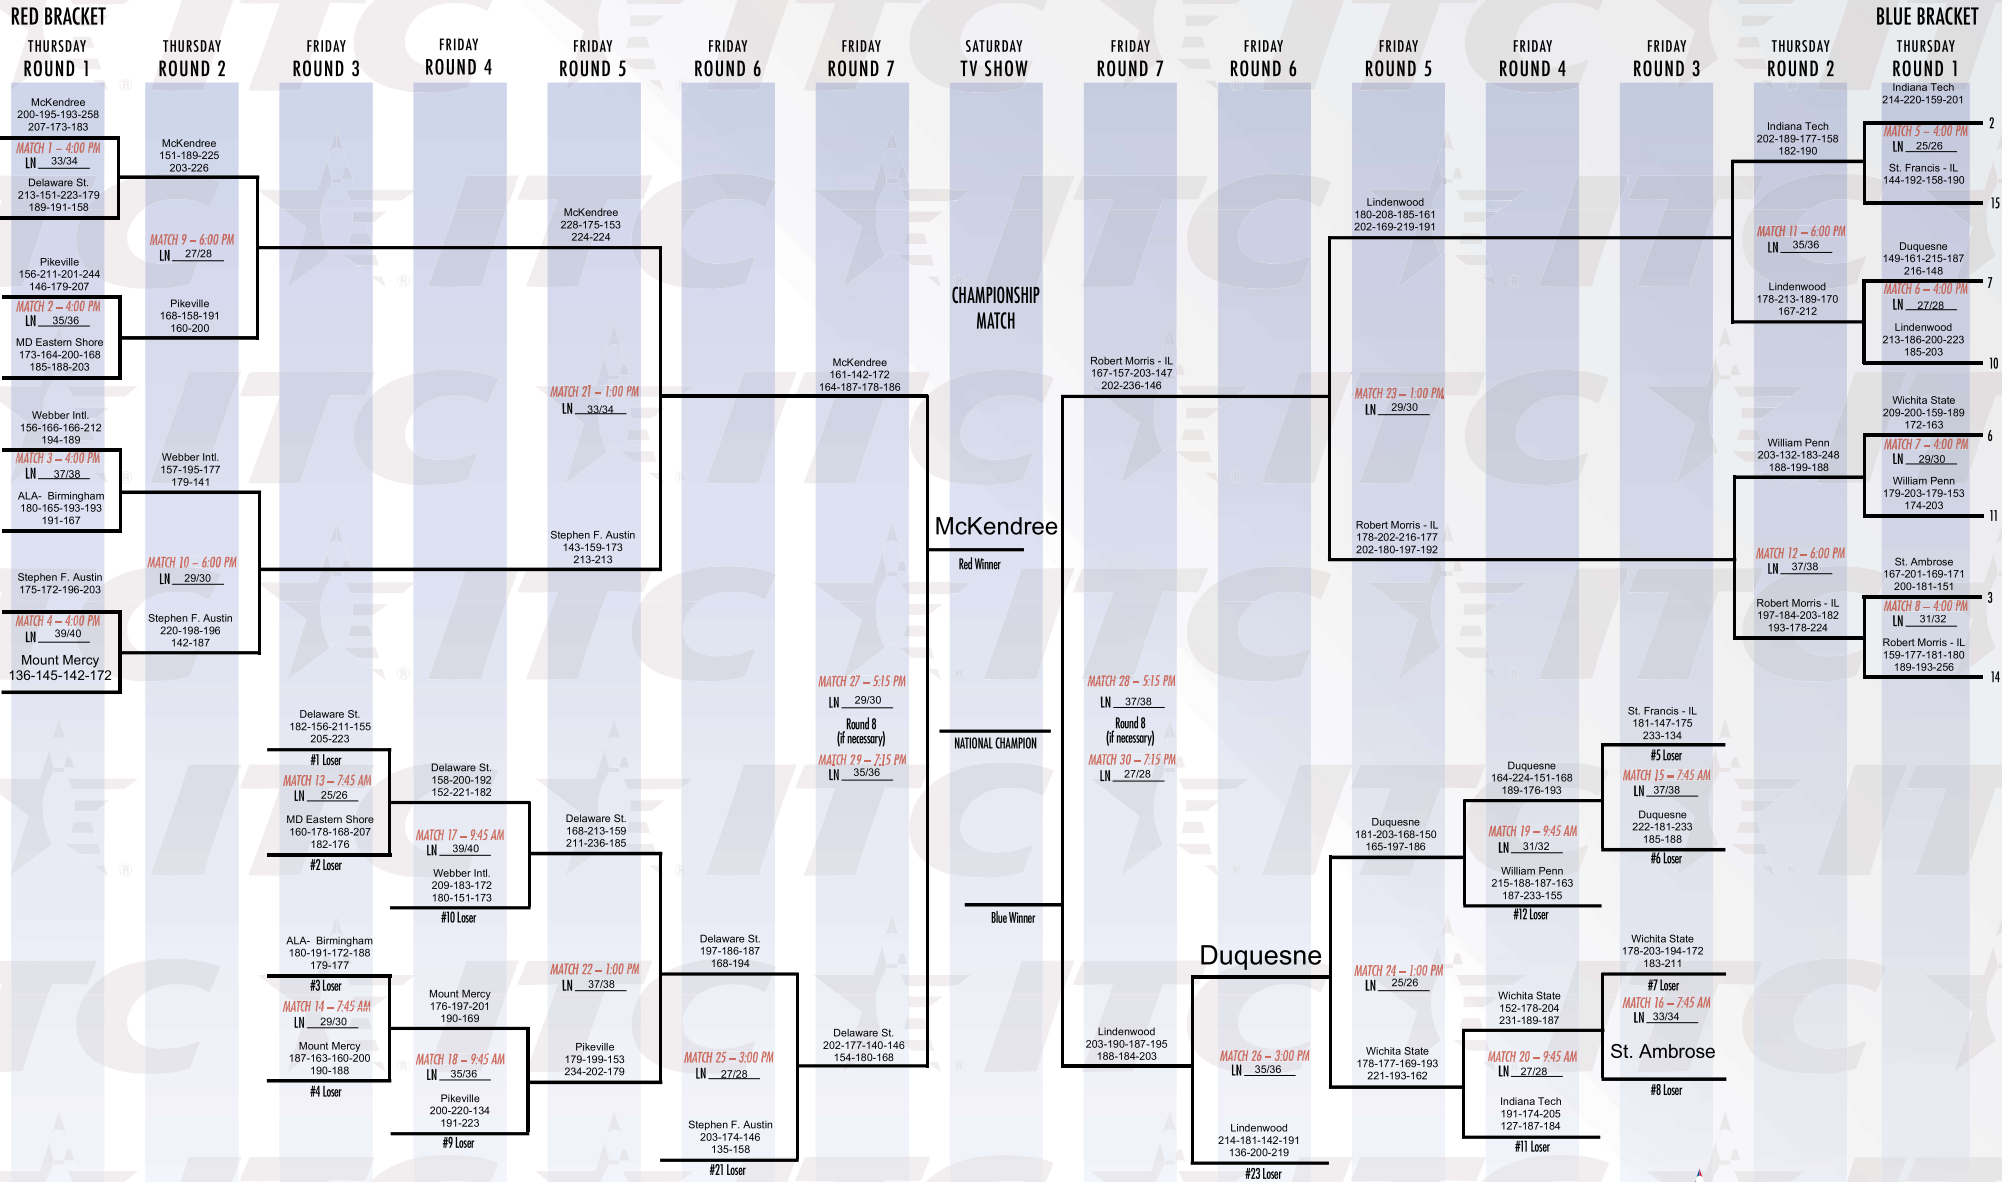 RED BRACKET
BLUE BRACKET
THURSDAY
ROUND 1
THURSDAY
ROUND 2
FRIDAY
ROUND 3
FRIDAY
ROUND 4
FRIDAY
ROUND 5
FRIDAY
ROUND 6
FRIDAY
ROUND 7
SATURDAY
TV SHOW
FRIDAY
ROUND 7
FRIDAY
ROUND 6
FRIDAY
ROUND 5
FRIDAY
ROUND 4
FRIDAY
ROUND 3
THURSDAY
ROUND 2
THURSDAY
ROUND 1
McKendree
200-195-193-258
207-173-183
MATCH 1 – 4:00 PM
LN 33/34
Delaware St.
213-151-223-179
189-191-158
Pikeville
156-211-201-244
146-179-207
MATCH 2 – 4:00 PM
LN 35/36
MD Eastern Shore
173-164-200-168
185-188-203
Webber Intl.
156-166-166-212
194-189
MATCH 3 – 4:00 PM
LN 37/38
ALA- Birmingham
180-165-193-193
191-167
Stephen F. Austin
175-172-196-203
MATCH 4 – 4:00 PM
LN 39/40
Mount Mercy
136-145-142-172
McKendree
151-189-225
203-226
MATCH 9 – 6:00 PM
LN 27/28
Pikeville
168-158-191
160-200
Webber Intl.
157-195-177
179-141
MATCH 10 – 6:00 PM
LN 29/30
Stephen F. Austin
220-198-196
142-187
Delaware St.
182-156-211-155
205-223
#1 Loser
MATCH 13 – 7:45 AM
LN 25/26
MD Eastern Shore
160-178-168-207
182-176
#2 Loser
ALA- Birmingham
180-191-172-188
179-177
#3 Loser
MATCH 14 – 7:45 AM
LN 29/30
Mount Mercy
187-163-160-200
190-188
#4 Loser
Delaware St.
158-200-192
152-221-182
MATCH 17 – 9:45 AM
LN 39/40
Webber Intl.
209-183-172
180-151-173
#10 Loser
Mount Mercy
176-197-201
190-169
MATCH 18 – 9:45 AM
LN 35/36
Pikeville
200-220-134
191-223
#9 Loser
McKendree
228-175-153
224-224
MATCH 21 – 1:00 PM
LN 33/34
Stephen F. Austin
143-159-173
213-213
Delaware St.
168-213-159
211-236-185
MATCH 22 – 1:00 PM
LN 37/38
Pikeville
179-199-153
234-202-179
Delaware St.
197-186-187
168-194
MATCH 25 – 3:00 PM
LN 27/28
Stephen F. Austin
203-174-146
135-158
#21 Loser
McKendree
161-142-172
164-187-178-186
MATCH 27 – 5:15 PM
LN 29/30
Round 8
(if necessary)
MATCH 29 – 7:15 PM
LN 35/36
Delaware St.
202-177-140-146
154-180-168
CHAMPIONSHIP
MATCH
McKendree
Red Winner
NATIONAL CHAMPION
Blue Winner
Robert Morris - IL
167-157-203-147
202-236-146
MATCH 28 – 5:15 PM
LN 37/38
Round 8
(if necessary)
MATCH 30 – 7:15 PM
LN 27/28
Lindenwood
203-190-187-195
188-184-203
Duquesne
MATCH 26 – 3:00 PM
LN 35/36
Lindenwood
214-181-142-191
136-200-219
#23 Loser
Lindenwood
180-208-185-161
202-169-219-191
MATCH 23 – 1:00 PM
LN 29/30
Robert Morris - IL
178-202-216-177
202-180-197-192
Duquesne
181-203-168-150
165-197-186
MATCH 24 – 1:00 PM
LN 25/26
Wichita State
178-177-169-193
221-193-162
Duquesne
164-224-151-168
189-176-193
MATCH 19 – 9:45 AM
LN 31/32
William Penn
215-188-187-163
187-233-155
#12 Loser
Wichita State
152-178-204
231-189-187
MATCH 20 – 9:45 AM
LN 27/28
Indiana Tech
191-174-205
127-187-184
#11 Loser
St. Francis - IL
181-147-175
233-134
#5 Loser
MATCH 15 – 7:45 AM
LN 37/38
Duquesne
222-181-233
185-188
#6 Loser
Wichita State
178-203-194-172
183-211
#7 Loser
MATCH 16 – 7:45 AM
LN 33/34
St. Ambrose
#8 Loser
Indiana Tech
202-189-177-158
182-190
MATCH 11 – 6:00 PM
LN 35/36
Lindenwood
178-213-189-170
167-212
William Penn
203-132-183-248
188-199-188
MATCH 12 – 6:00 PM
LN 37/38
Robert Morris - IL
197-184-203-182
193-178-224
Indiana Tech
214-220-159-201
2
MATCH 5 – 4:00 PM
LN 25/26
St. Francis - IL
144-192-158-190
15
Duquesne
149-161-215-187
216-148
7
MATCH 6 – 4:00 PM
LN 27/28
Lindenwood
213-186-200-223
185-203
10
Wichita State
209-200-159-189
172-163
6
MATCH 7 – 4:00 PM
LN 29/30
William Penn
179-203-179-153
174-203
11
St. Ambrose
167-201-169-171
200-181-151
3
MATCH 8 – 4:00 PM
LN 31/32
Robert Morris - IL
159-177-181-180
189-193-256
14